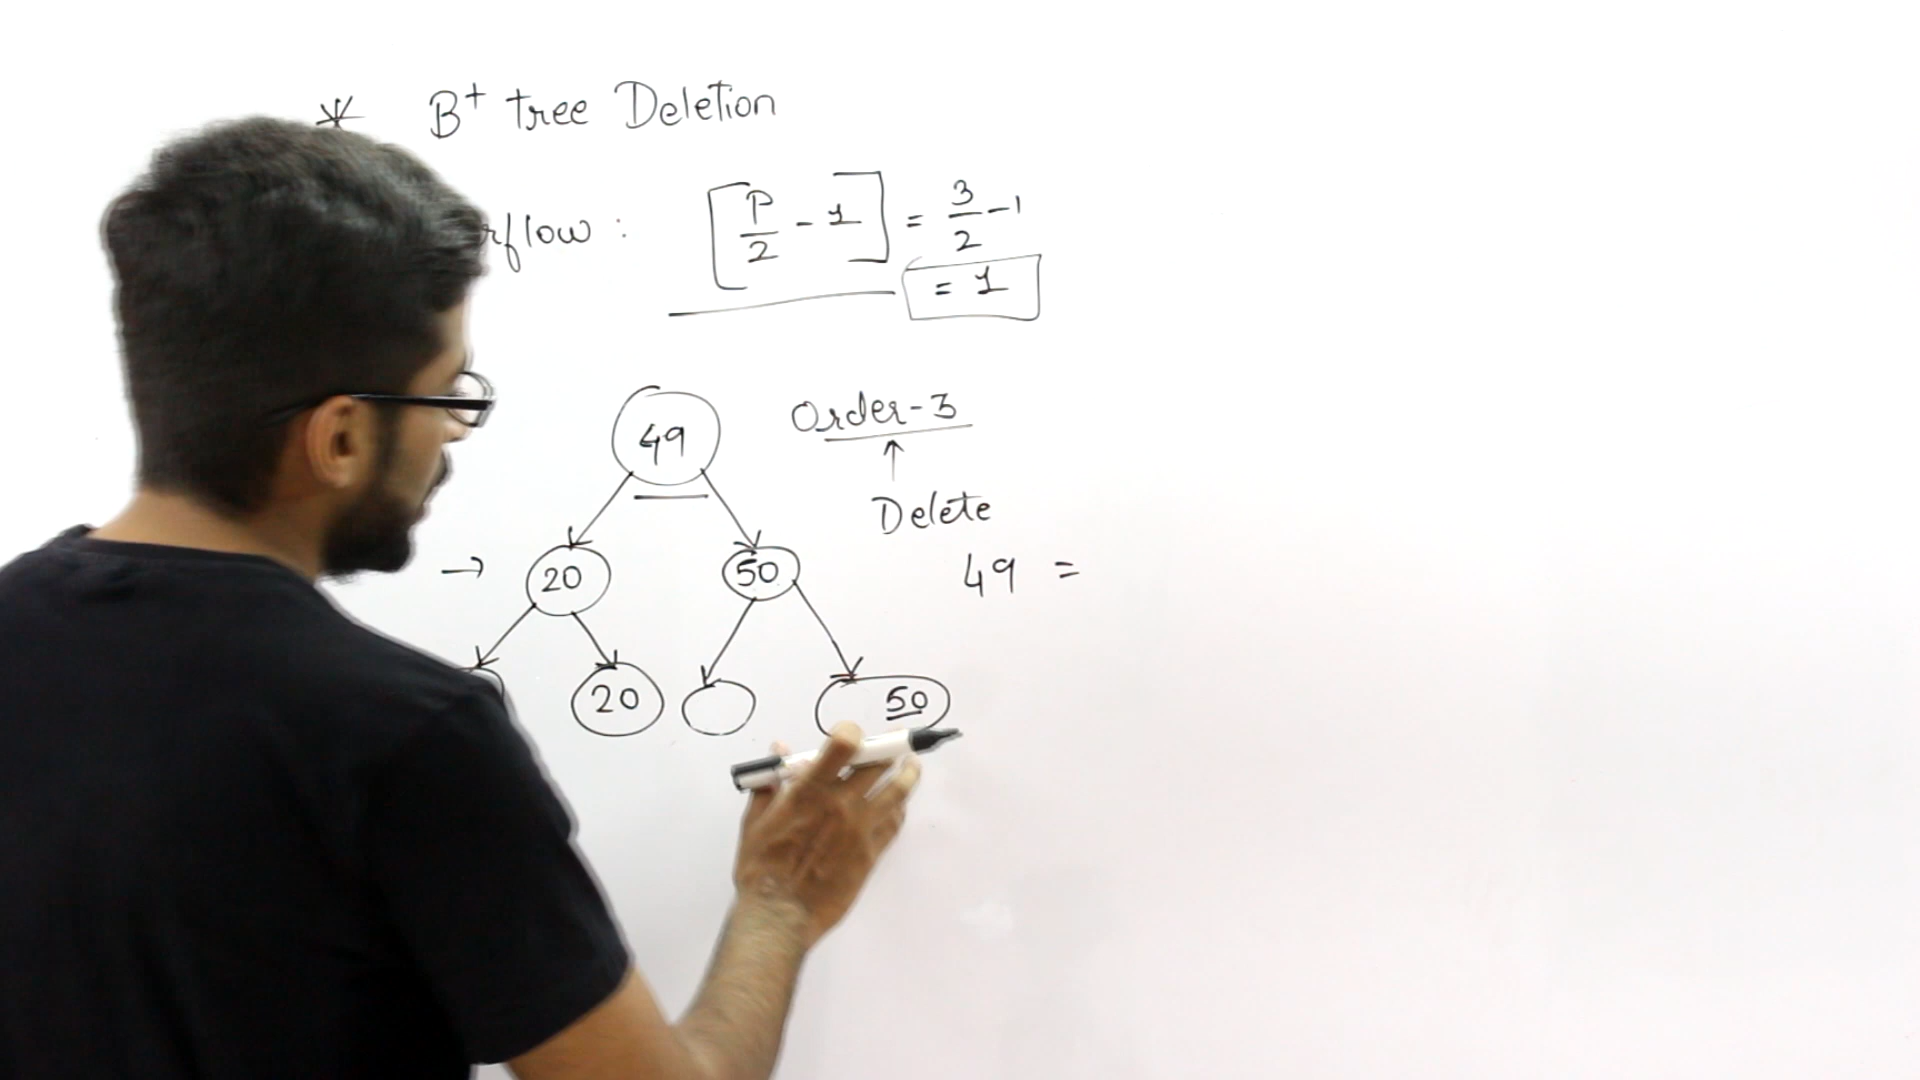 * B+ tree Deletion
rflow : [P/2 - 1] = 3/2 - 1
= 1
49 Order-3
Delete
→ 20 50 49 =
20 50